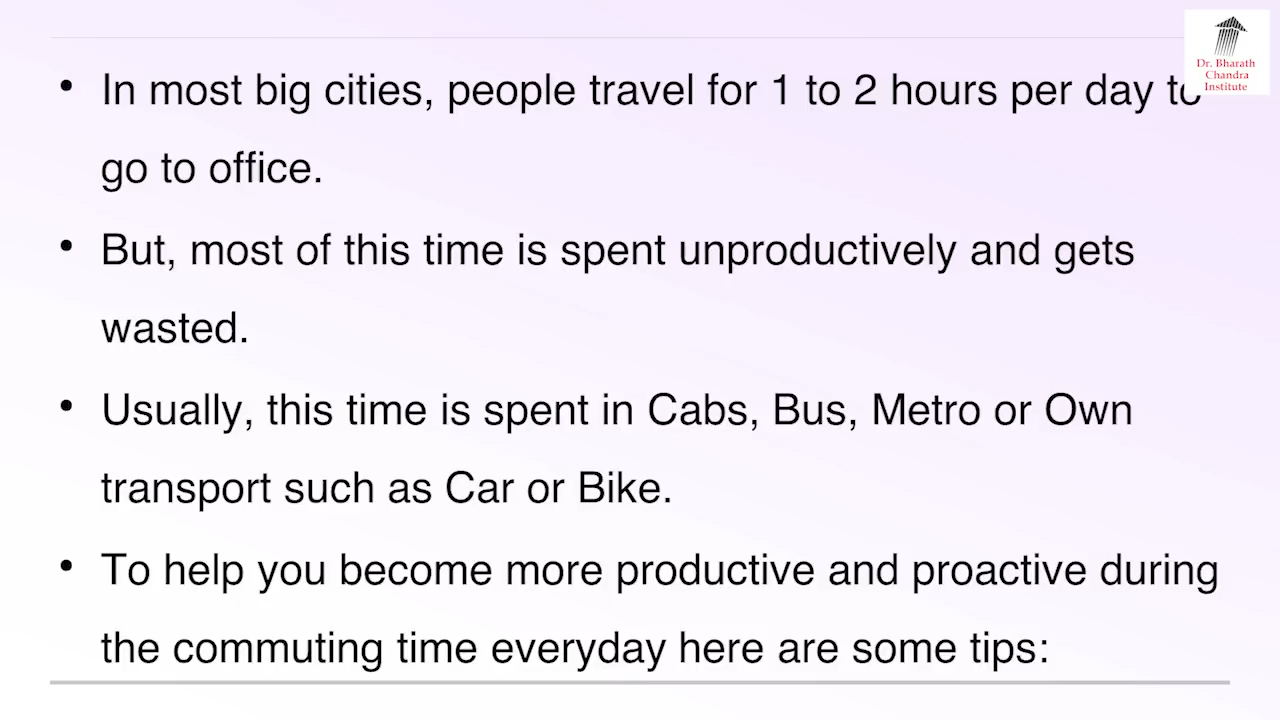 Dr. Bharath
Chandra
Institute
• In most big cities, people travel for 1 to 2 hours per day to
go to office.
• But, most of this time is spent unproductively and gets
wasted.
• Usually, this time is spent in Cabs, Bus, Metro or Own
transport such as Car or Bike.
• To help you become more productive and proactive during
the commuting time everyday here are some tips: